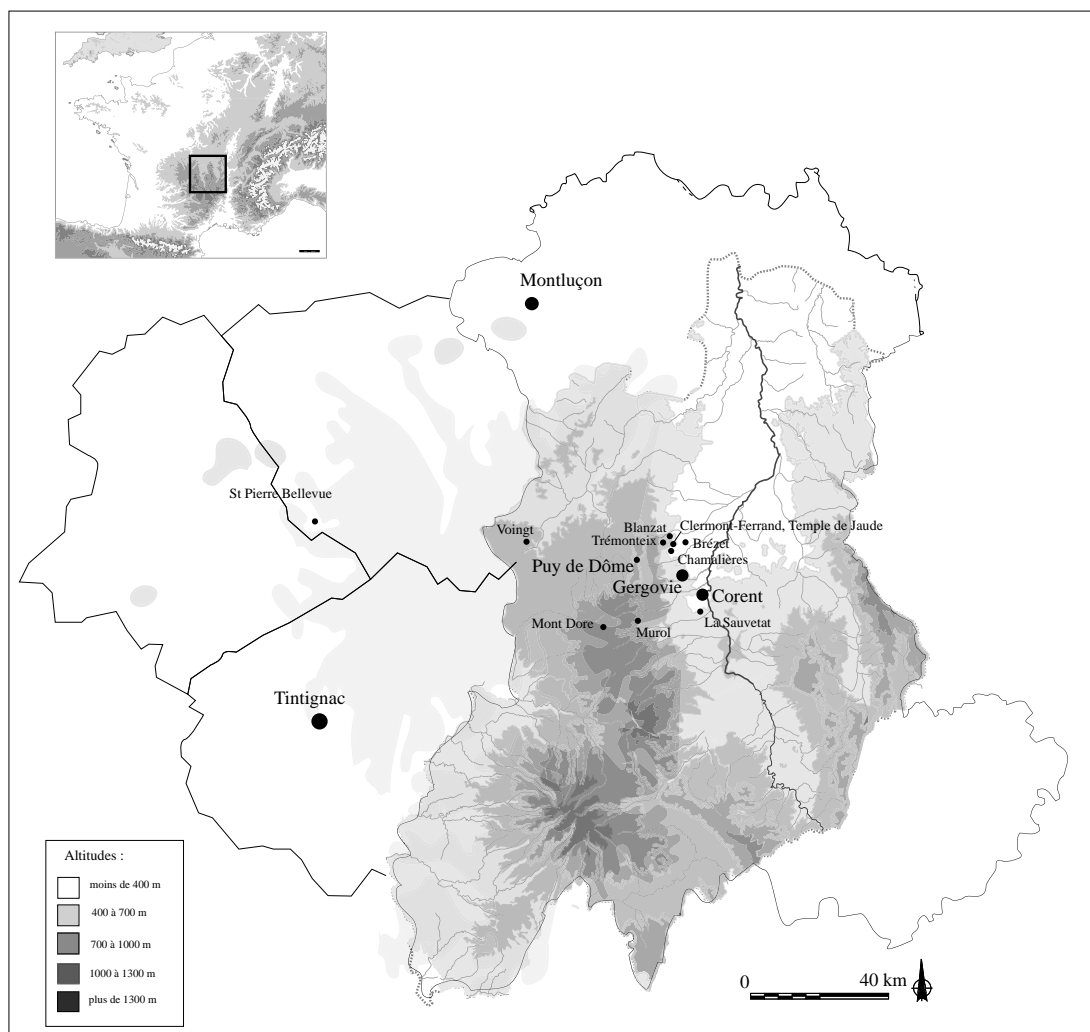 Montluçon
St Pierre Bellevue
Voingt
Blanzat
Clermont-Ferrand, Temple de Jaude
Trémonteix
Brézet
Chamalières
Puy de Dôme
Gergovie
Corent
La Sauvetat
Mont Dore
Murol
Tintignac
Altitudes :
moins de 400 m
400 à 700 m
700 à 1000 m
1000 à 1300 m
plus de 1300 m
0 40 km